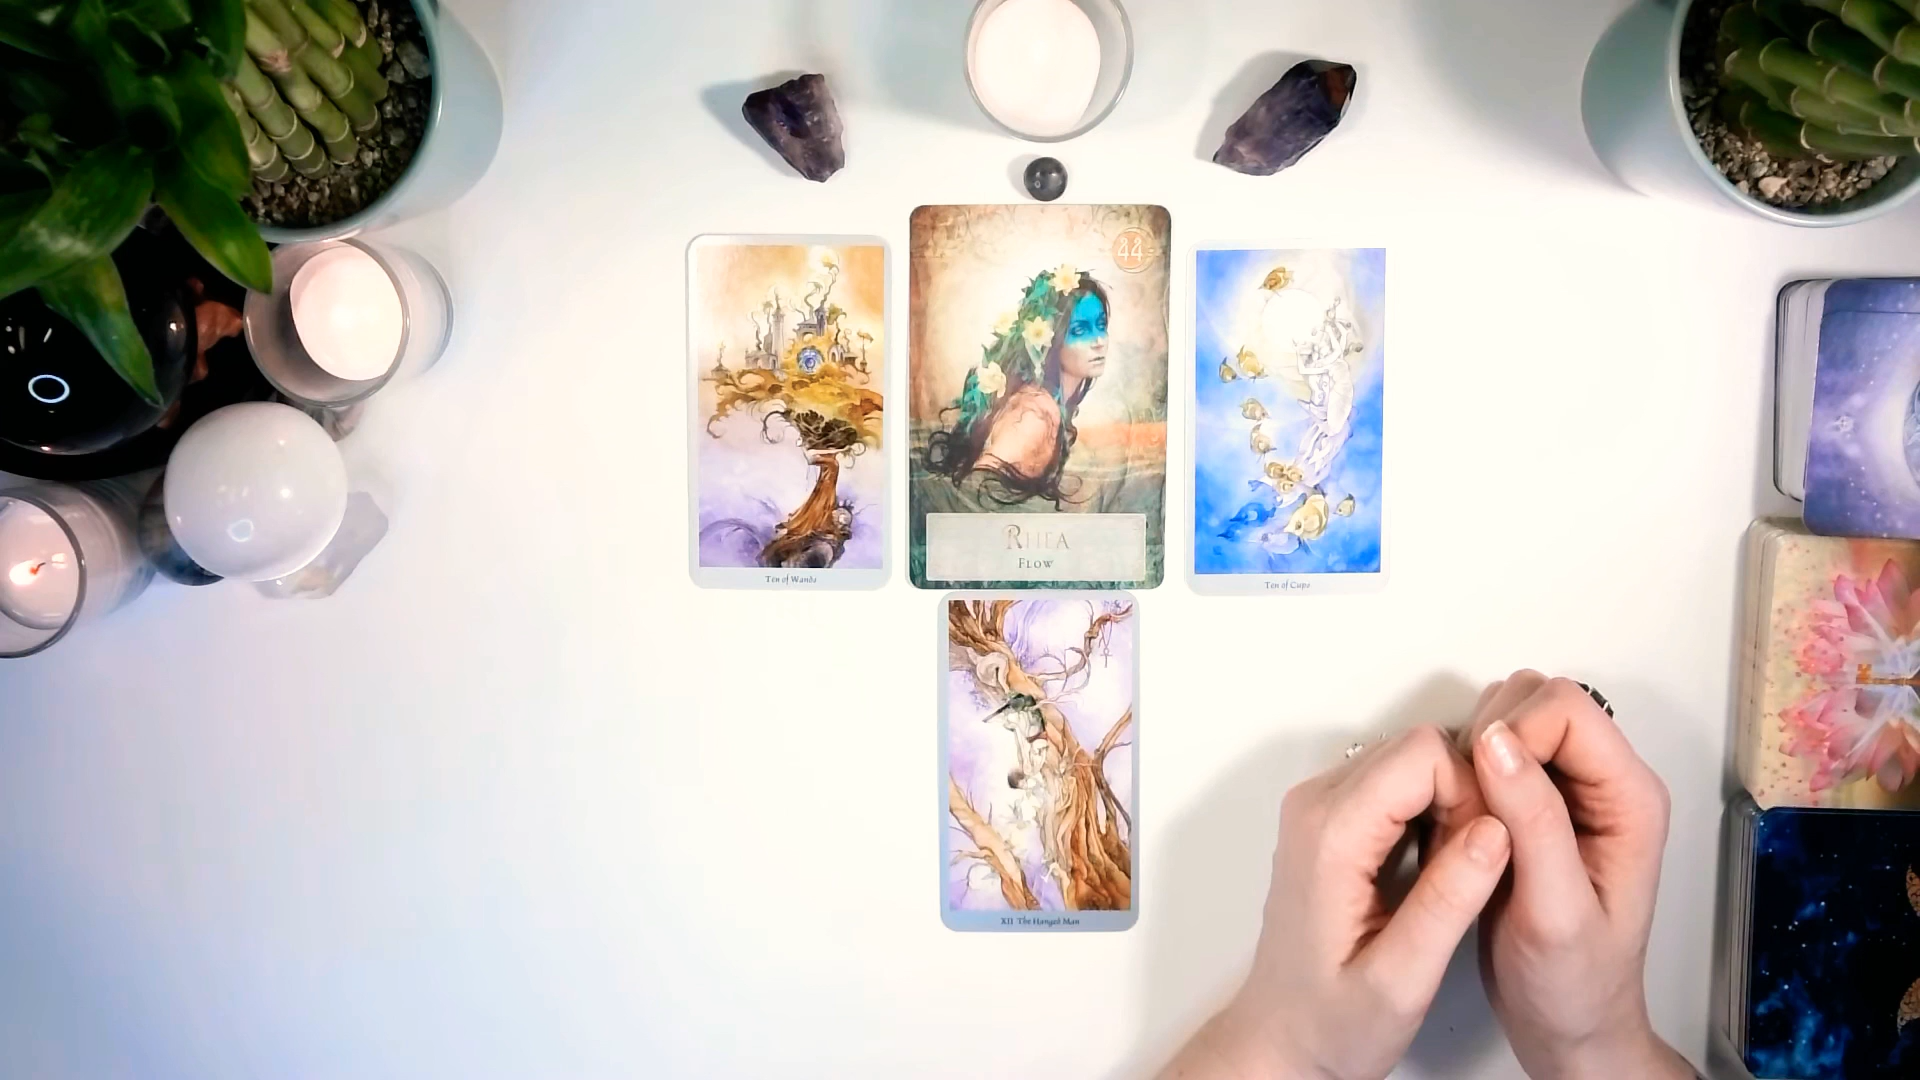 44
RHEA
FLOW
Ten of Wands
Ten of Cups
XII The Hanged Man